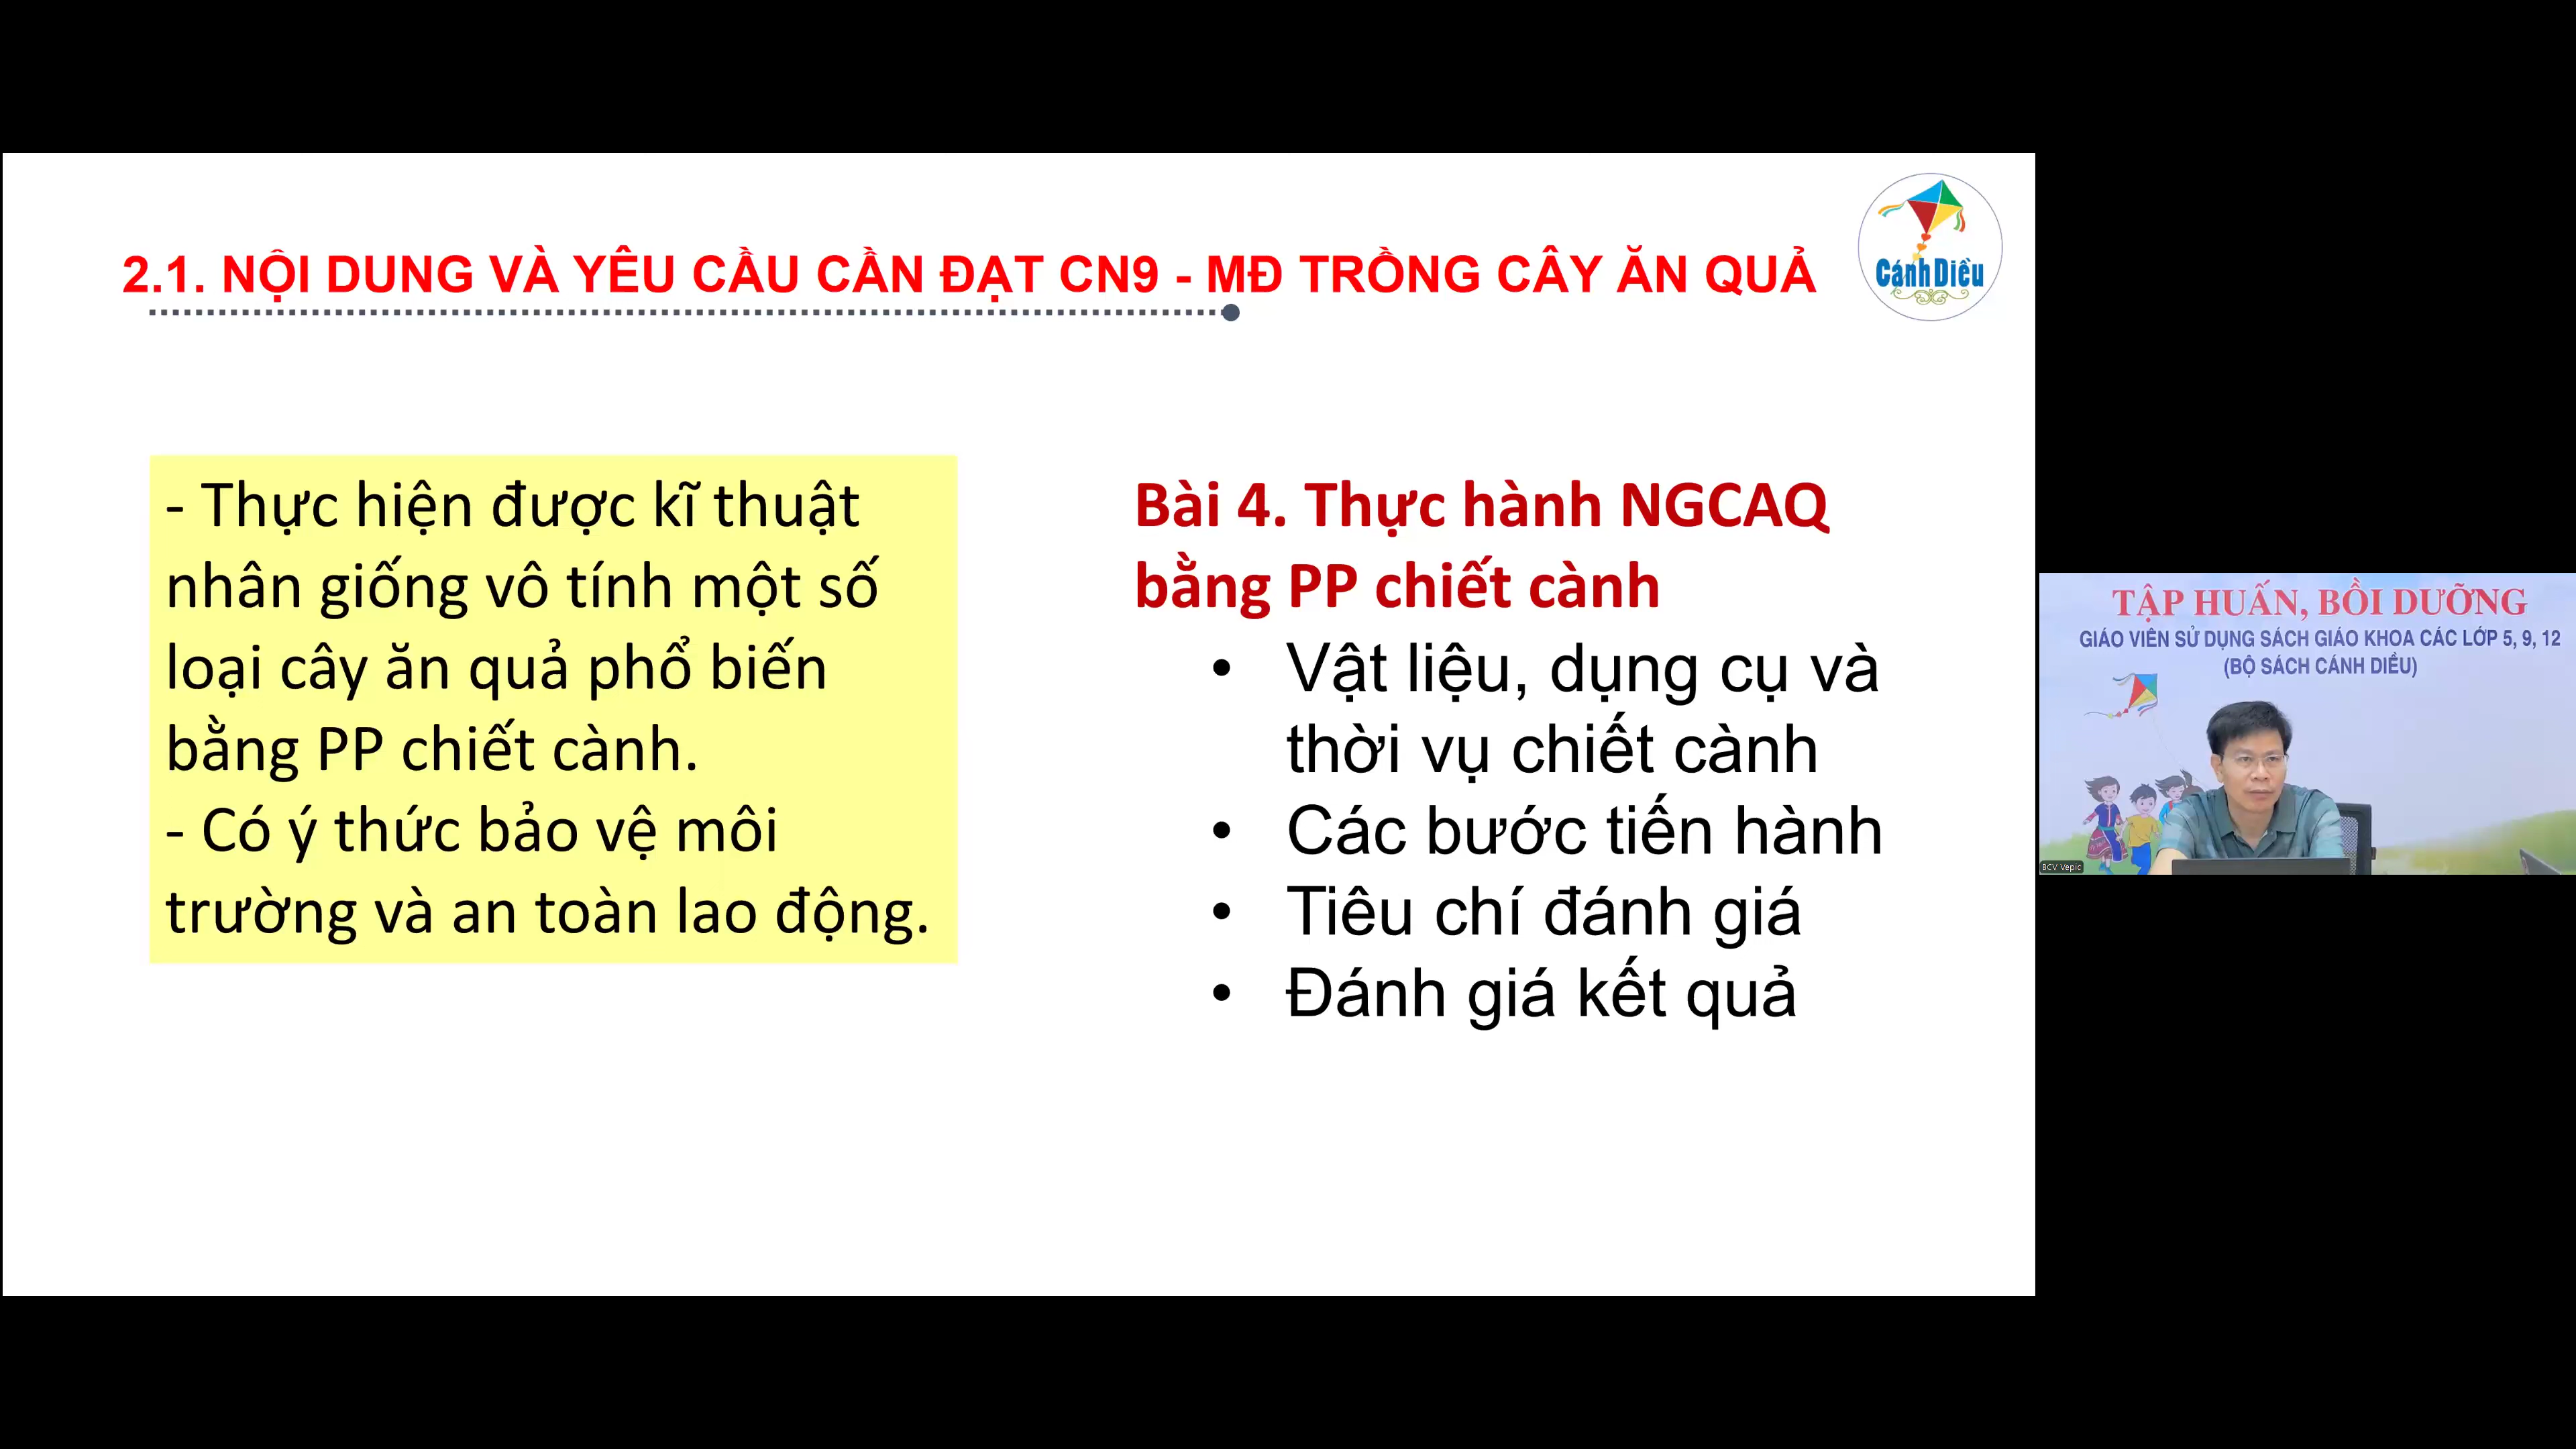 2.1. NỘI DUNG VÀ YÊU CẦU CẦN ĐẠT CN9 - MĐ TRỒNG CÂY ĂN QUẢ
Cánh Diều
- Thực hiện được kĩ thuật
nhân giống vô tính một số
loại cây ăn quả phổ biến
bằng PP chiết cành.
- Có ý thức bảo vệ môi
trường và an toàn lao động.
Bài 4. Thực hành NGCAQ
bằng PP chiết cành
• Vật liệu, dụng cụ và
thời vụ chiết cành
• Các bước tiến hành
• Tiêu chí đánh giá
• Đánh giá kết quả
TẬP HUẤN, BỒI DƯỠNG
GIÁO VIÊN SỬ DỤNG SÁCH GIÁO KHOA CÁC LỚP 5, 9, 12
(BỘ SÁCH CÁNH DIỀU)
BCV Vepic